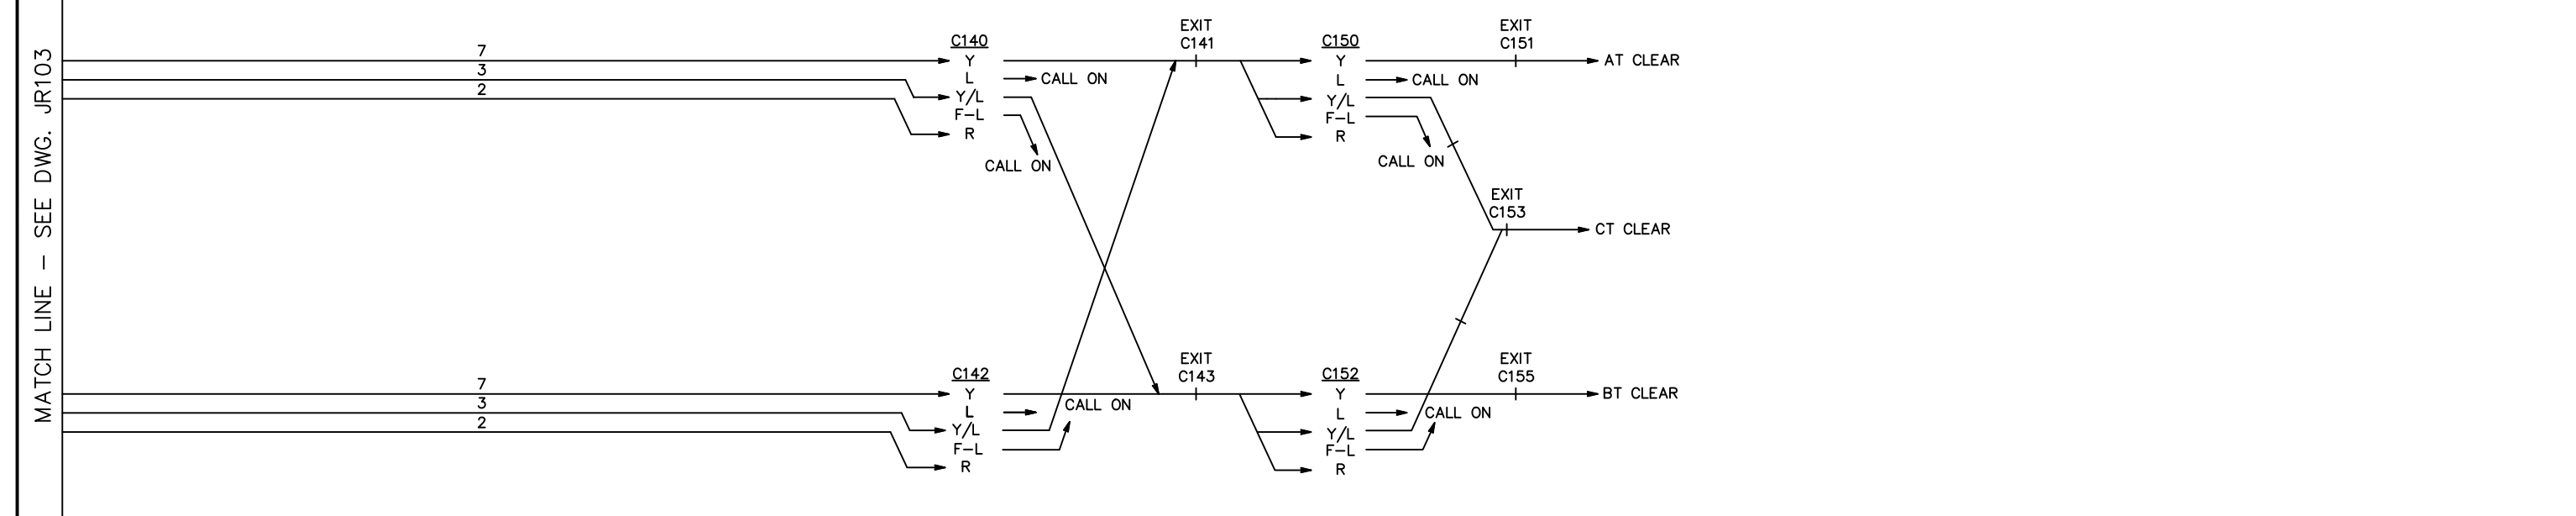 MATCH LINE - SEE DWG. JR103
7
3
2
C140
Y
L
Y/L
F-L
R
CALL ON
CALL ON
EXIT
C141
C150
Y
L
Y/L
F-L
R
CALL ON
CALL ON
EXIT
C151
AT CLEAR
EXIT
C153
CT CLEAR
7
3
2
C142
Y
L
Y/L
F-L
R
CALL ON
EXIT
C143
C152
Y
L
Y/L
F-L
R
CALL ON
EXIT
C155
BT CLEAR